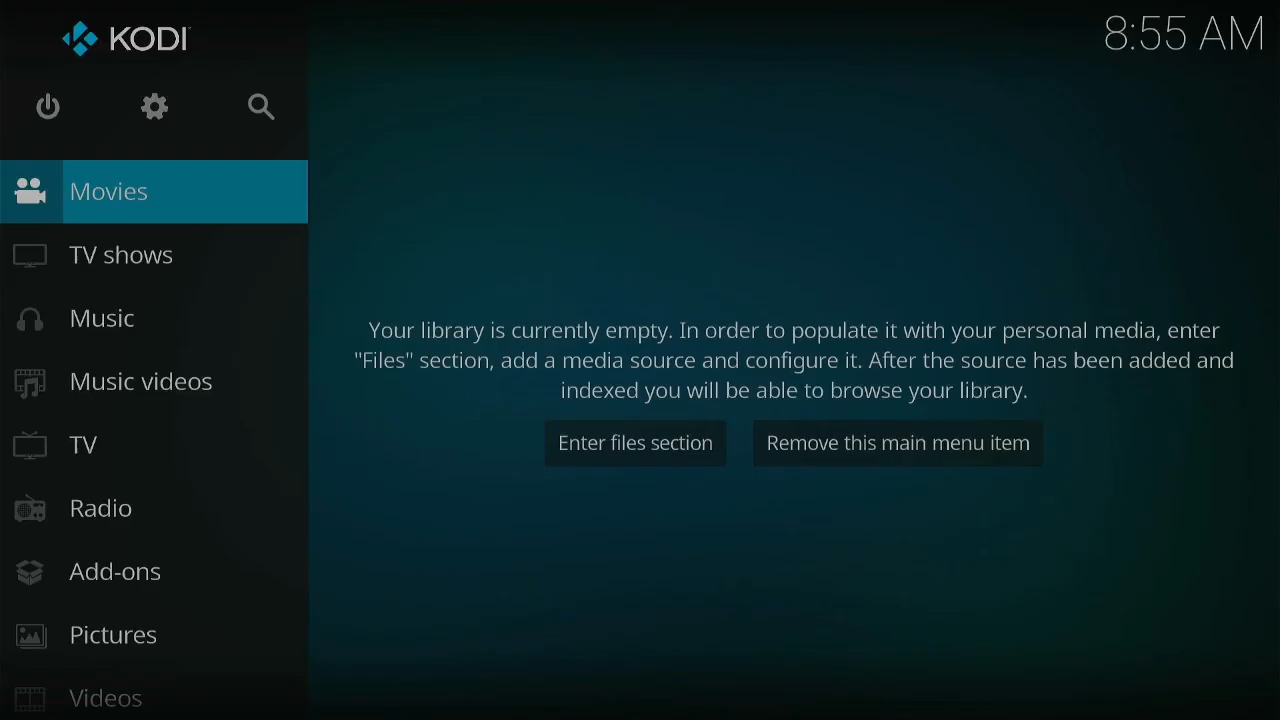 KODI
8:55 AM
Movies
TV shows
Music
Music videos
TV
Radio
Add-ons
Pictures
Videos
Your library is currently empty. In order to populate it with your personal media, enter
"Files" section, add a media source and configure it. After the source has been added and
indexed you will be able to browse your library.
Enter files section
Remove this main menu item